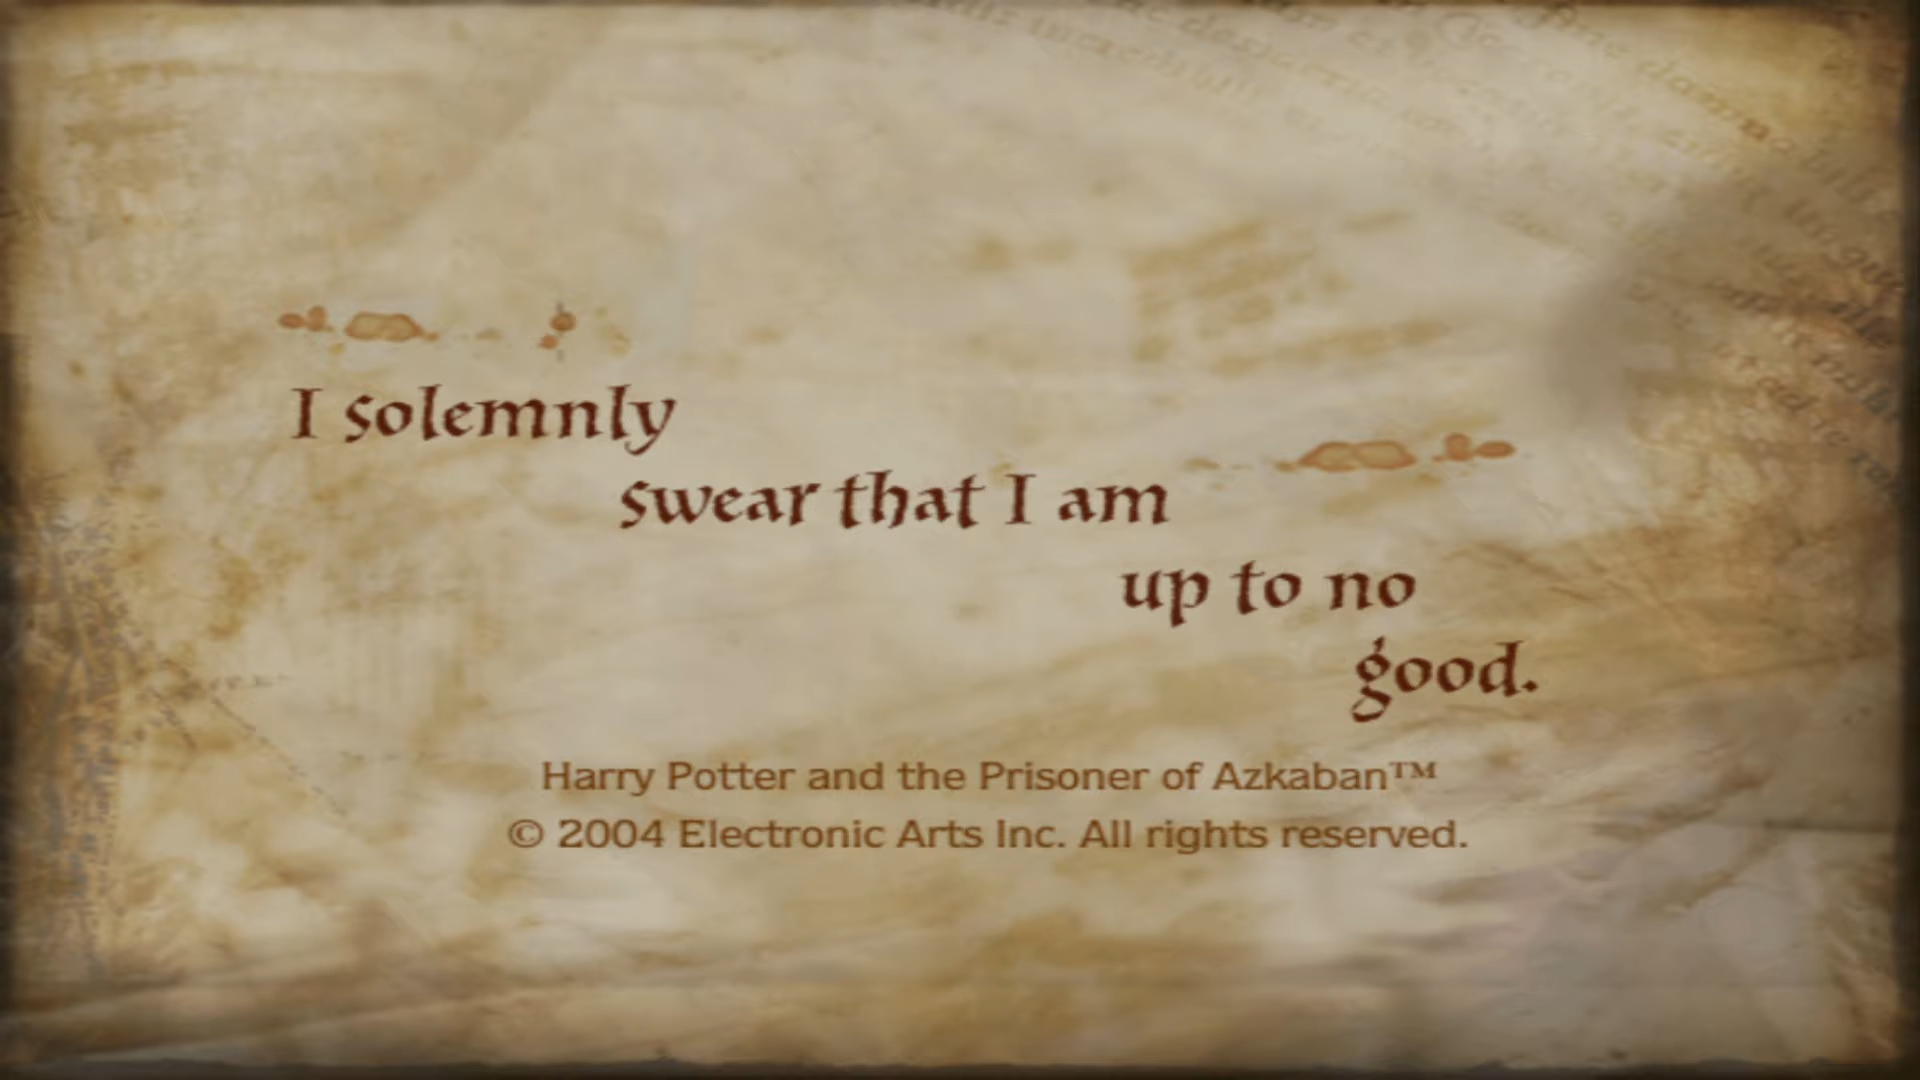 I solemnly
swear that I am
up to no
good.
Harry Potter and the Prisoner of Azkaban™
© 2004 Electronic Arts Inc. All rights reserved.